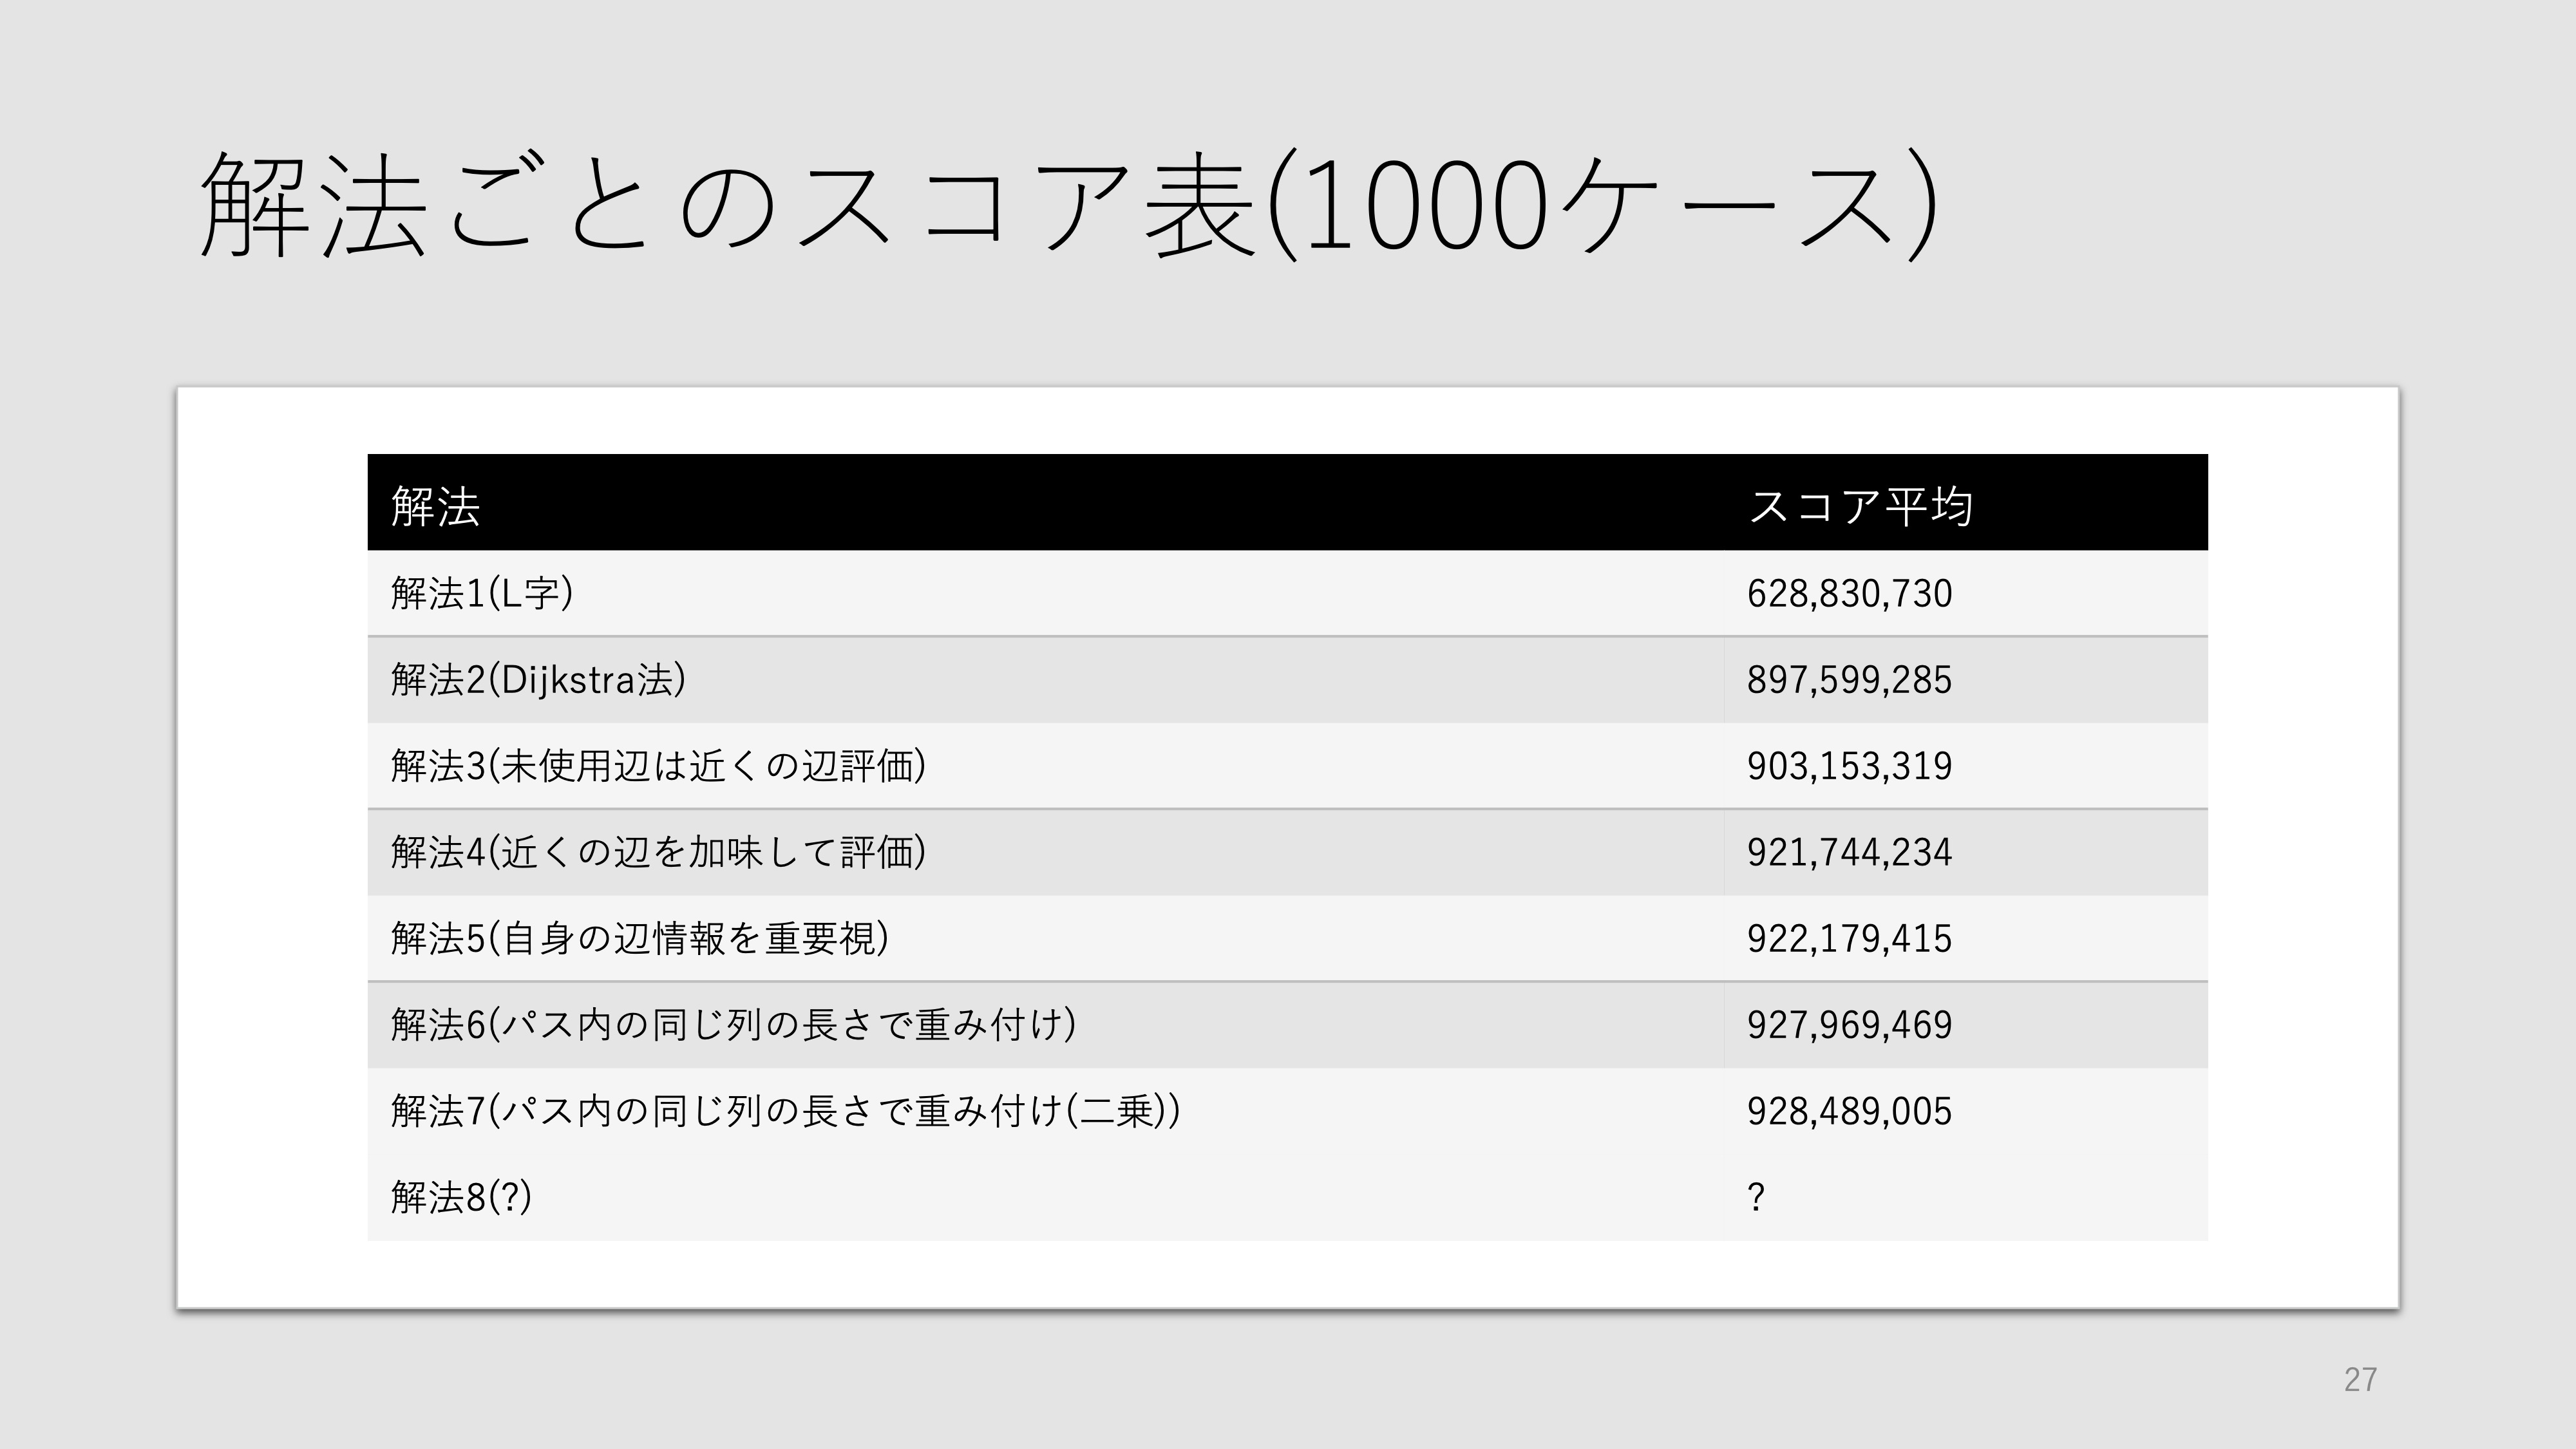 解法ごとのスコア表(1000ケース)
解法 スコア平均
解法1(L字) 628,830,730
解法2(Dijkstra法) 897,599,285
解法3(未使用辺は近くの辺評価) 903,153,319
解法4(近くの辺を加味して評価) 921,744,234
解法5(自身の辺情報を重要視) 922,179,415
解法6(パス内の同じ列の長さで重み付け) 927,969,469
解法7(パス内の同じ列の長さで重み付け(二乗)) 928,489,005
解法8(?) ?
27